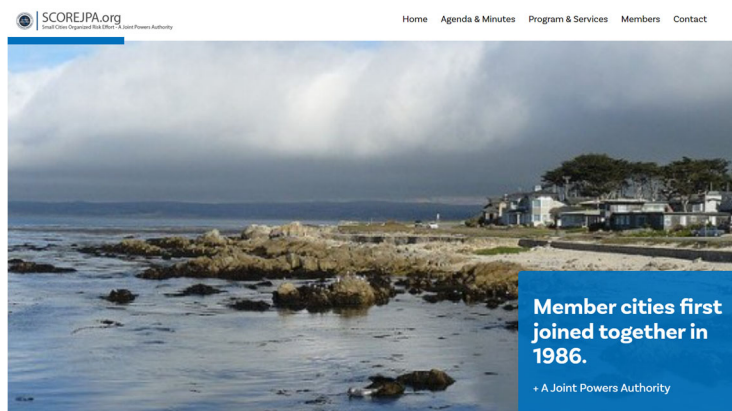 SCOREJPA.org
Small Cities Organized Risk Effort - A Joint Powers Authority
Home Agenda & Minutes Program & Services Members Contact
Member cities first
joined together in
1986.
+ A Joint Powers Authority